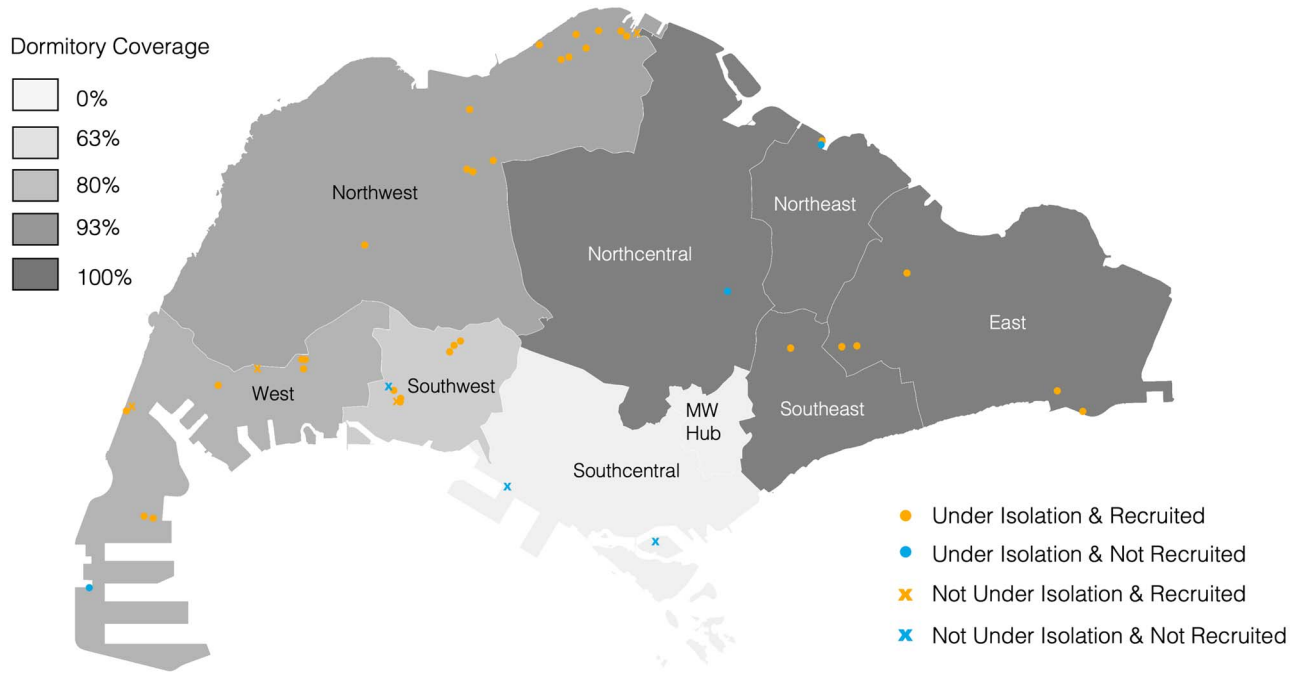 Dormitory Coverage
0%
63%
80%
93%
100%
Northwest
Northeast
Northcentral
East
West
Southwest
MW
Hub
Southeast
Southcentral
Under Isolation & Recruited
Under Isolation & Not Recruited
Not Under Isolation & Recruited
Not Under Isolation & Not Recruited